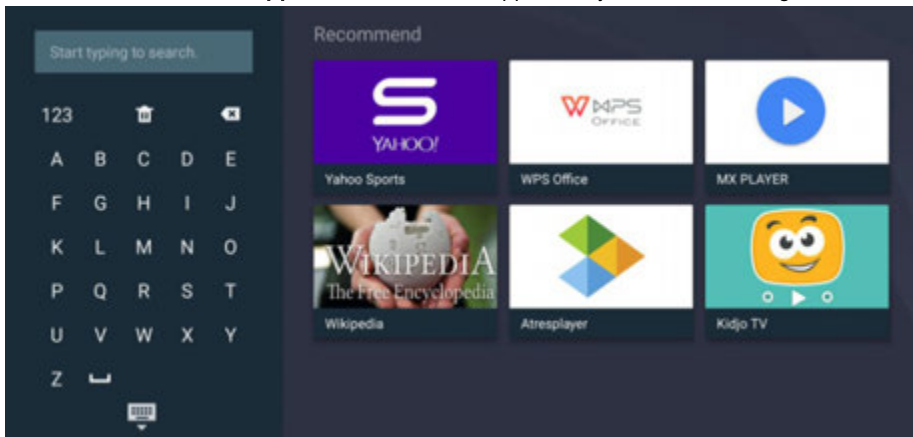 Start typing to search.
123
A B C D E
F G H I J
K L M N O
P Q R S T
U V W X Y
Z
Recommend
S
YAHOO!
Yahoo Sports
W WPS
OFFICE
WPS Office
MX PLAYER
WIKIPEDIA
The Free Encyclopedia
Wikipedia
Atresplayer
Kidjo TV